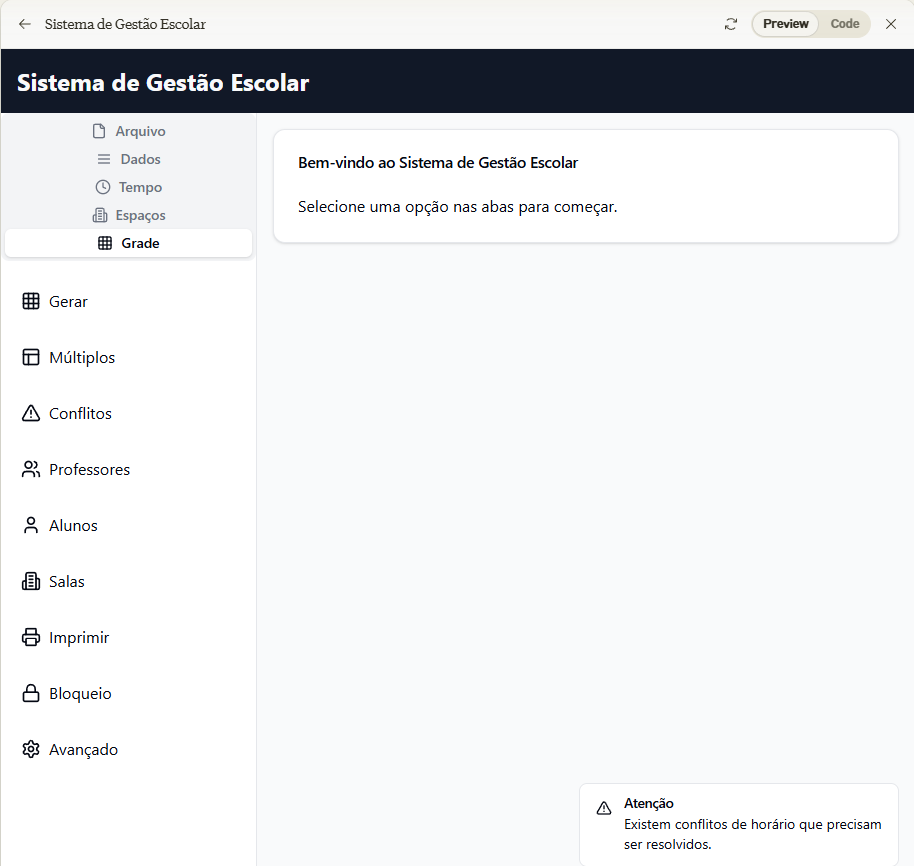 Sistema de Gestão Escolar
Preview
Code
Sistema de Gestão Escolar
Arquivo
Dados
Tempo
Espaços
Grade
Gerar
Múltiplos
Conflitos
Professores
Alunos
Salas
Imprimir
Bloqueio
Avançado
Bem-vindo ao Sistema de Gestão Escolar
Selecione uma opção nas abas para começar.
Atenção
Existem conflitos de horário que precisam
ser resolvidos.